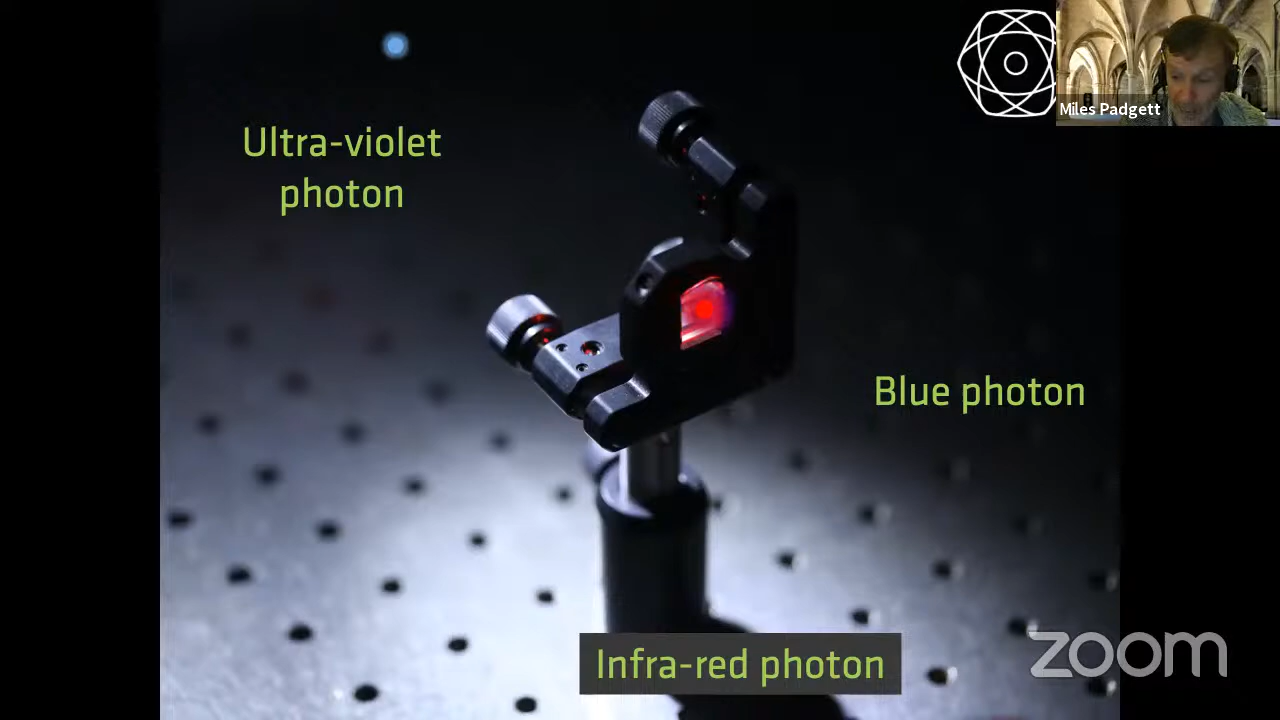 Miles Padgett
Ultra-violet
photon
Blue photon
Infra-red photon
zoom